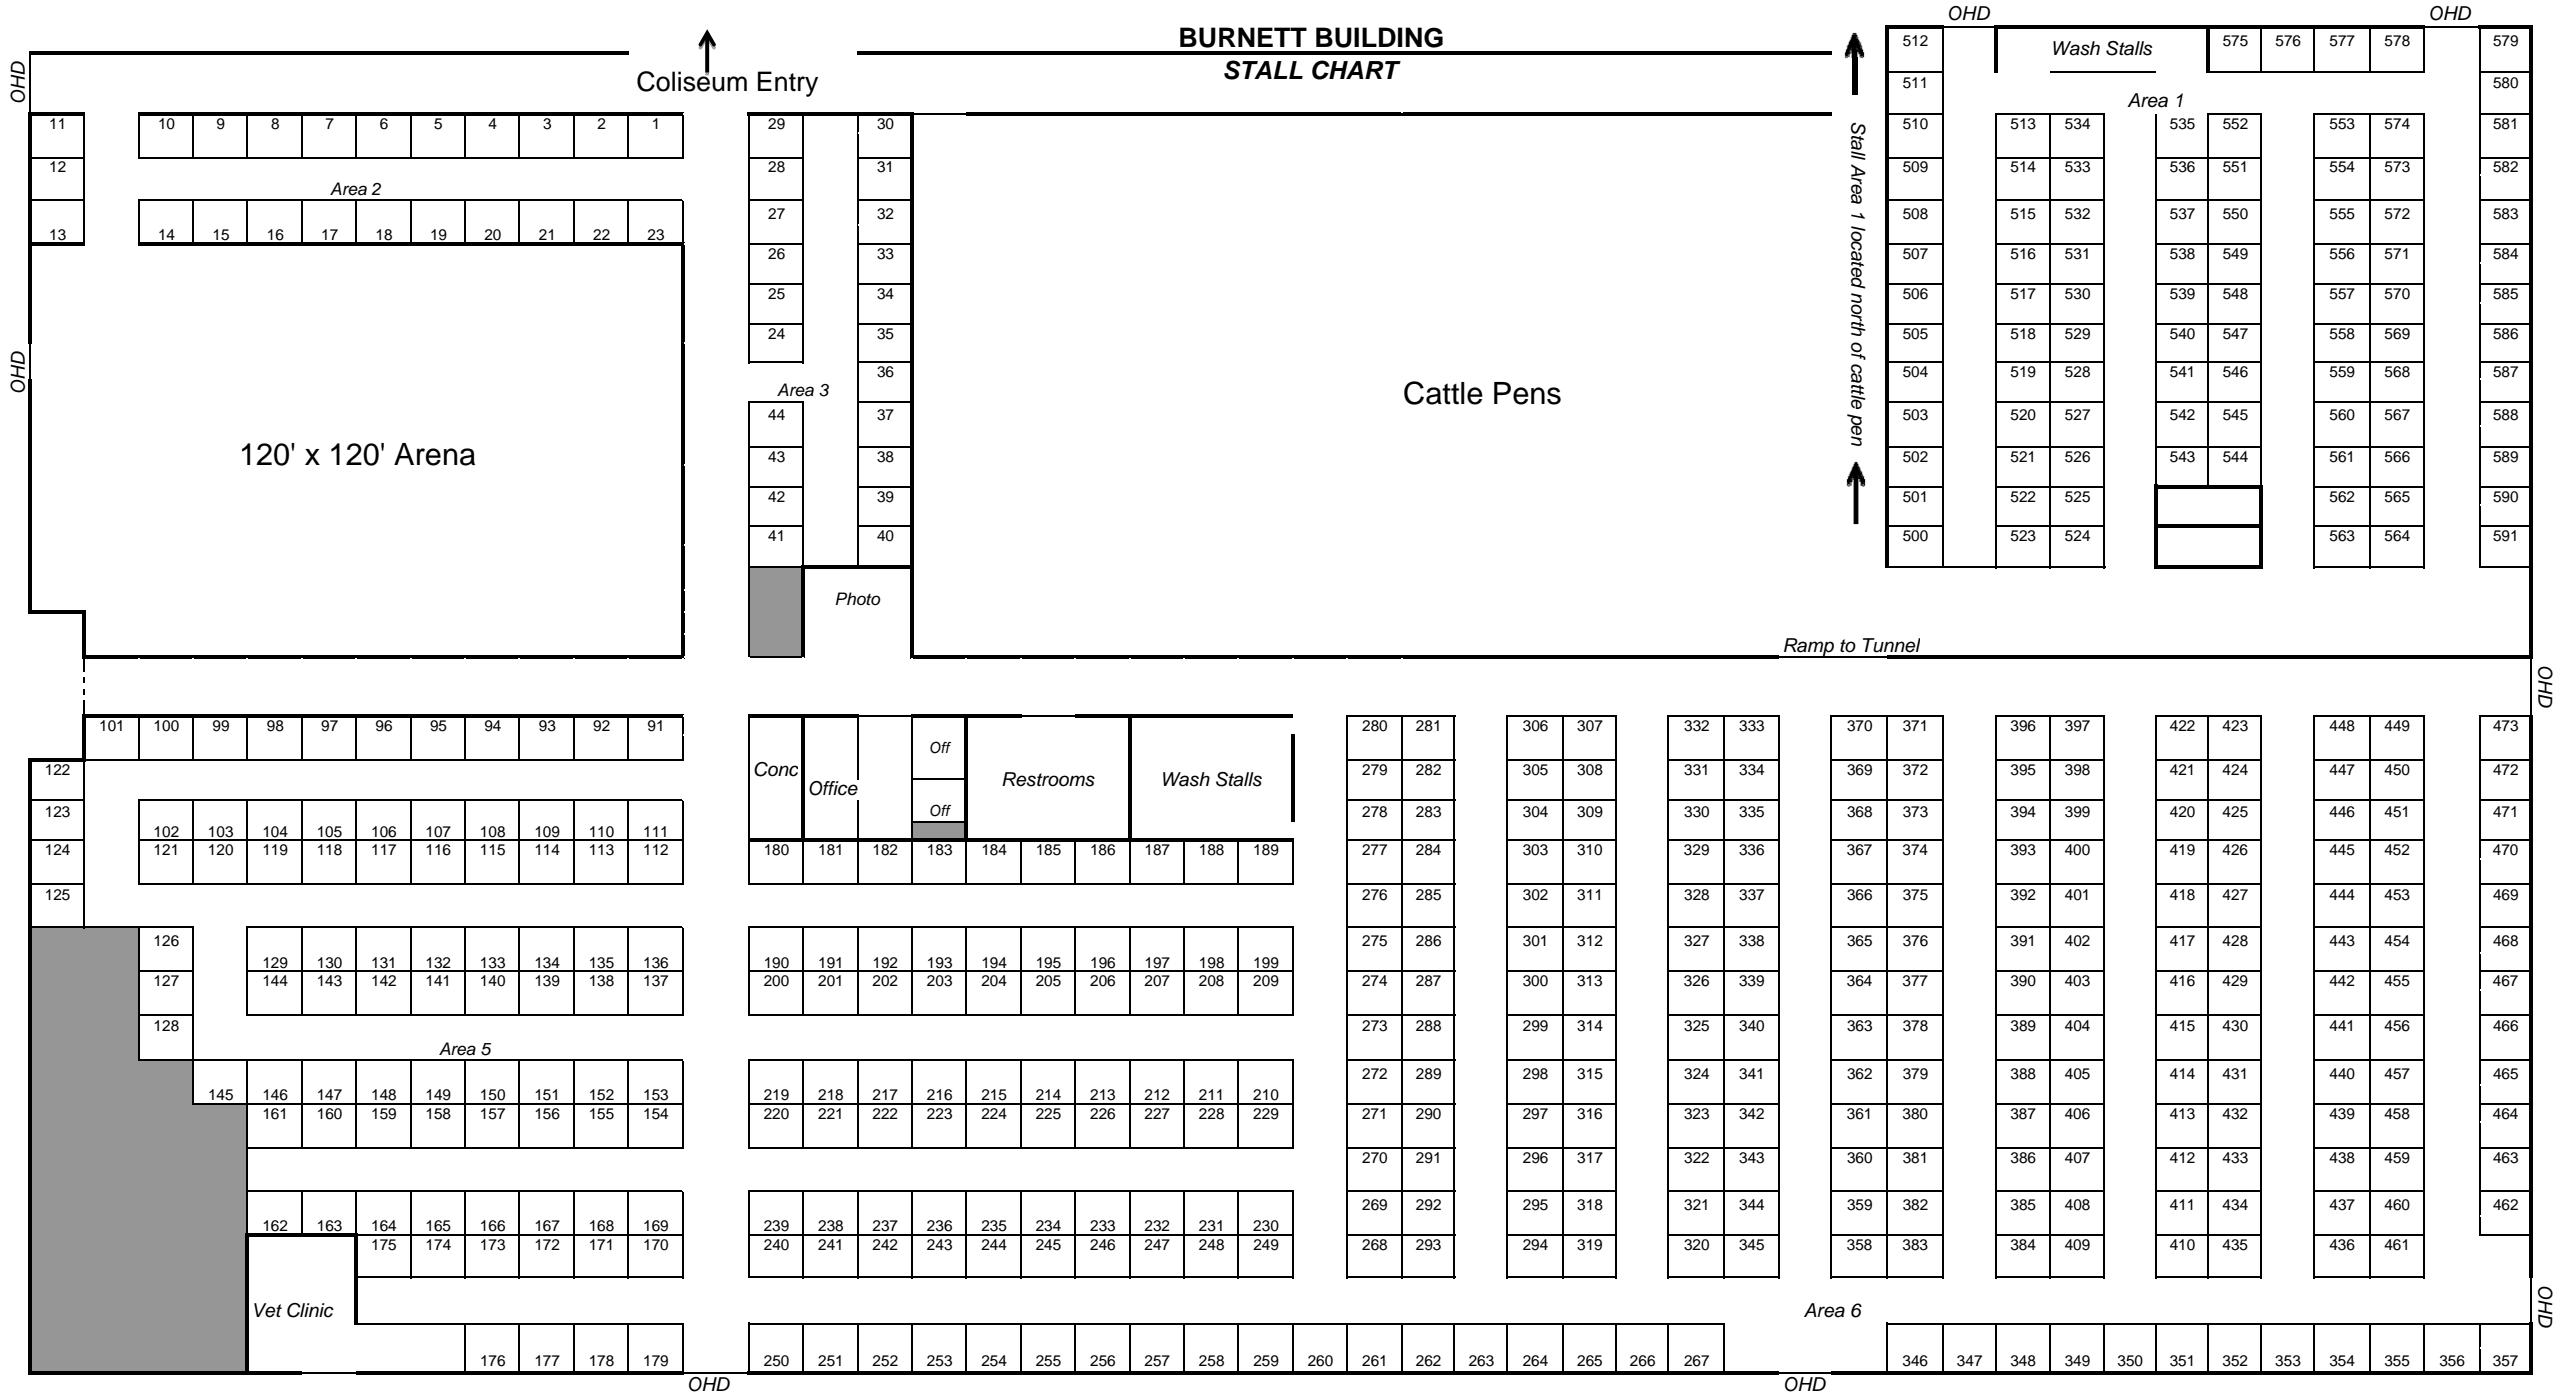 OHD OHD
BURNETT BUILDING
STALL CHART
Coliseum Entry
OHD
512 Wash Stalls 575 576 577 578 579
511 580
Area 1
11 10 9 8 7 6 5 4 3 2 1 29 30 510 513 534 535 552 553 574 581
12 28 31 509 514 533 536 551 554 573 582
Area 2
Stall Area 1 located north of cattle pen
27 32 508 515 532 537 550 555 572 583
13 14 15 16 17 18 19 20 21 22 23
26 33 507 516 531 538 549 556 571 584
25 34 506 517 530 539 548 557 570 585
24 35 505 518 529 540 547 558 569 586
OHD
36 504 519 528 541 546 559 568 587
Area 3
Cattle Pens
44 37 503 520 527 542 545 560 567 588
120' x 120' Arena
43 38 502 521 526 543 544 561 566 589
42 39 501 522 525 562 565 590
41 40 500 523 524 563 564 591
Photo
Ramp to Tunnel
OHD
101 100 99 98 97 96 95 94 93 92 91 280 281 306 307 332 333 370 371 396 397 422 423 448 449 473
Off
122 Conc 279 282 305 308 331 334 369 372 395 398 421 424 447 450 472
Office Restrooms Wash Stalls
Off
123 278 283 304 309 330 335 368 373 394 399 420 425 446 451 471
102 103 104 105 106 107 108 109 110 111
124 121 120 119 118 117 116 115 114 113 112 180 181 182 183 184 185 186 187 188 189 277 284 303 310 329 336 367 374 393 400 419 426 445 452 470
125 276 285 302 311 328 337 366 375 392 401 418 427 444 453 469
126 275 286 301 312 327 338 365 376 391 402 417 428 443 454 468
129 130 131 132 133 134 135 136 190 191 192 193 194 195 196 197 198 199
127 144 143 142 141 140 139 138 137 200 201 202 203 204 205 206 207 208 209 274 287 300 313 326 339 364 377 390 403 416 429 442 455 467
128 273 288 299 314 325 340 363 378 389 404 415 430 441 456 466
Area 5
272 289 298 315 324 341 362 379 388 405 414 431 440 457 465
145 146 147 148 149 150 151 152 153 219 218 217 216 215 214 213 212 211 210
161 160 159 158 157 156 155 154 220 221 222 223 224 225 226 227 228 229 271 290 297 316 323 342 361 380 387 406 413 432 439 458 464
270 291 296 317 322 343 360 381 386 407 412 433 438 459 463
269 292 295 318 321 344 359 382 385 408 411 434 437 460 462
162 163 164 165 166 167 168 169 239 238 237 236 235 234 233 232 231 230
175 174 173 172 171 170 240 241 242 243 244 245 246 247 248 249 268 293 294 319 320 345 358 383 384 409 410 435 436 461
Vet Clinic
Area 6
OHD
176 177 178 179 250 251 252 253 254 255 256 257 258 259 260 261 262 263 264 265 266 267 346 347 348 349 350 351 352 353 354 355 356 357
OHD OHD